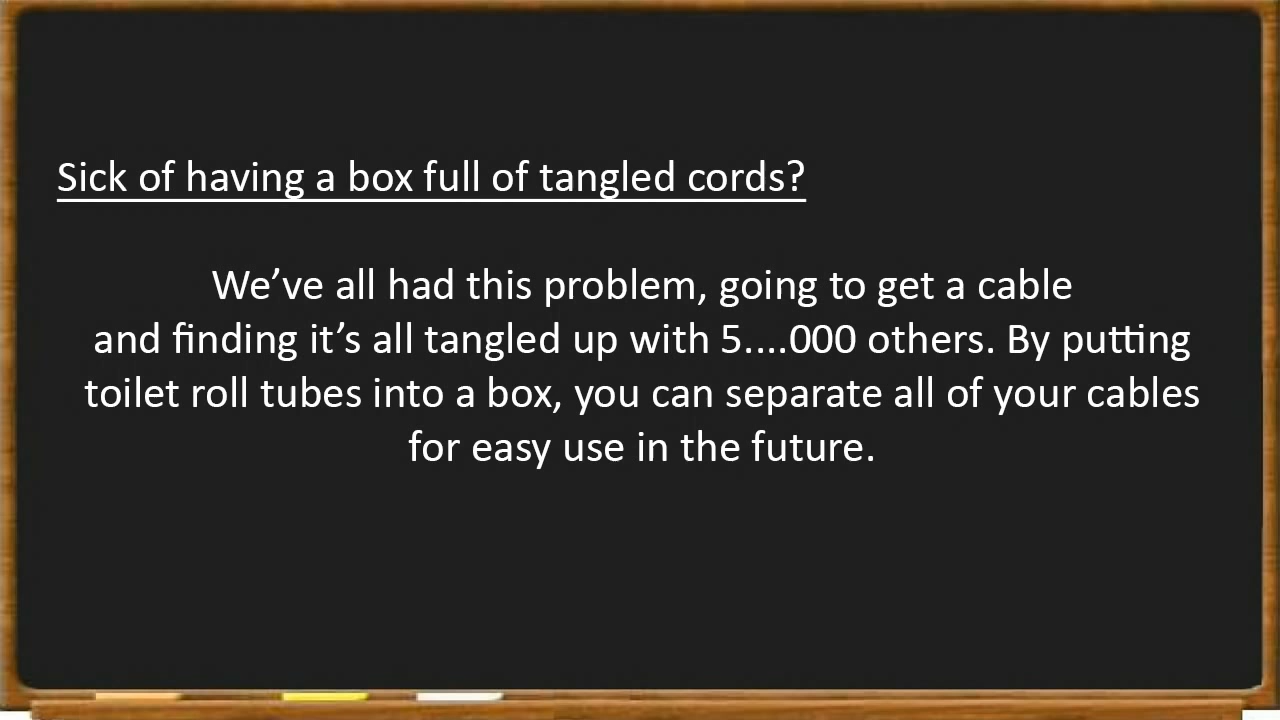 Sick of having a box full of tangled cords?
We’ve all had this problem, going to get a cable
and finding it’s all tangled up with 5....000 others. By putting
toilet roll tubes into a box, you can separate all of your cables
for easy use in the future.